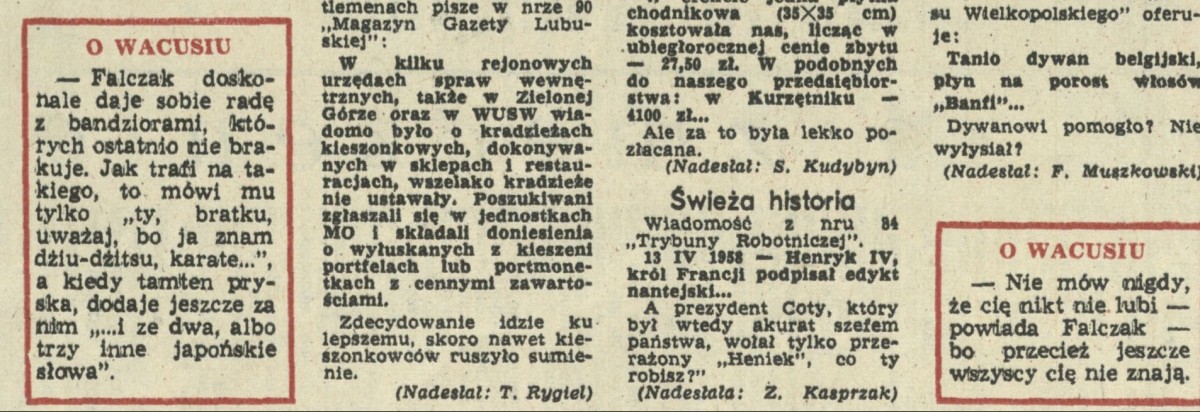 O WACUSIU
— Falczak dosko-
nale daje sobie radę
z bandziorami, któ-
rych ostatnio nie bra-
kuje. Jak trafi na ta-
kiego, to mówi mu
tylko „ty, bratku,
uważaj, bo ja znam
dżiu-dżitsu, karate...”,
a kiedy tamten pry-
ska, dodaje jeszcze za
nim „...i ze dwa, albo
trzy inne japońskie
słowa”.
tlemenach pisze w nrze 90
„Magazyn Gazety Lubu-
skiej”:
W kilku rejonowych
urzędach spraw wewnę-
trznych, także w Zielonej
Górze oraz w WUSW wia-
domo było o kradzieżach
kieszonkowych, dokonywa-
nych w sklepach i restau-
racjach, wszelako kradzieże
nie ustawały. Poszukiwani
zgłaszali się w jednostkach
MO i składali doniesienia
o wyłuskanych z kieszeni
portfelach lub portmone-
tkach z cennymi zawarto-
ściami.
Zdecydowanie idzie ku
lepszemu, skoro nawet kie-
szonkowców ruszyło sumie-
nie.
(Nadesłał: T. Rygiel)
chodnikowa (35×35 cm)
kosztowała nas, licząc w
ubiegłorocznej cenie zbytu
— 27,50 zł. W podobnych
do naszego przedsiębior-
stwa: w Kurzętniku —
4100 zł...
Ale za to była lekko po-
złacana.
(Nadesłał: S. Kudybyn)
Świeża historia
Wiadomość z nru 84
„Trybuny Robotniczej”.
13 IV 1958 — Henryk IV,
król Francji podpisał edykt
nantejski...
A prezydent Coty, który
był wtedy akurat szefem
państwa, wołał tylko prze-
rażony „Heniek”, co ty
robisz?”
(Nadesłała: Z. Kasprzak)
su Wielkopolskiego” oferu-
je:
Tanio dywan belgijski,
płyn na porost włosów
„Banfi”...
Dywanowi pomogło? Nie
wyłysiał?
(Nadesłał: F. Muszkowski)
O WACUSIU
— Nie mów nigdy,
że cię nikt nie lubi —
powiada Falczak —
bo przecież jeszcze
wszyscy cię nie znają.